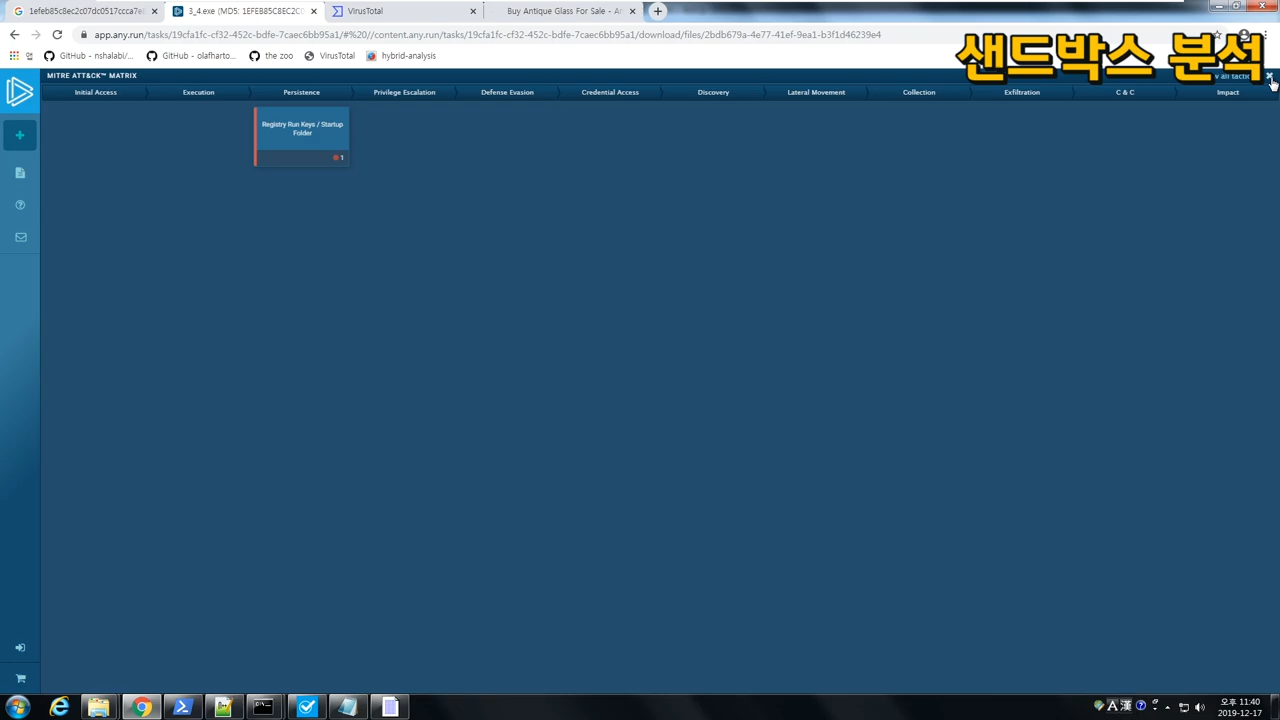 1efeb85c8ec2c07dc0517ccca7e
3_4.exe (MD5: 1EFEB85C8EC2C0
VirusTotal
Buy Antique Glass For Sale - A
app.any.run/tasks/19cfa1fc-cf32-452c-bdfe-7caec6bb95a1/#%20//content.any.run/tasks/19cfa1fc-cf32-452c-bdfe-7caec6bb95a1/download/files/2bdb679a-4e77-41ef-9ea1-b3f1d46239e4
앱
GitHub - nshalabi/...
GitHub - olafharto...
the zoo
VirusTotal
hybrid-analysis
샌드박스 분석
MITRE ATT&CK™ MATRIX
all tactic
Initial Access
Execution
Persistence
Privilege Escalation
Defense Evasion
Credential Access
Discovery
Lateral Movement
Collection
Exfiltration
C & C
Impact
Registry Run Keys / Startup
Folder
1
A 漢
오후 11:40
2019-12-17